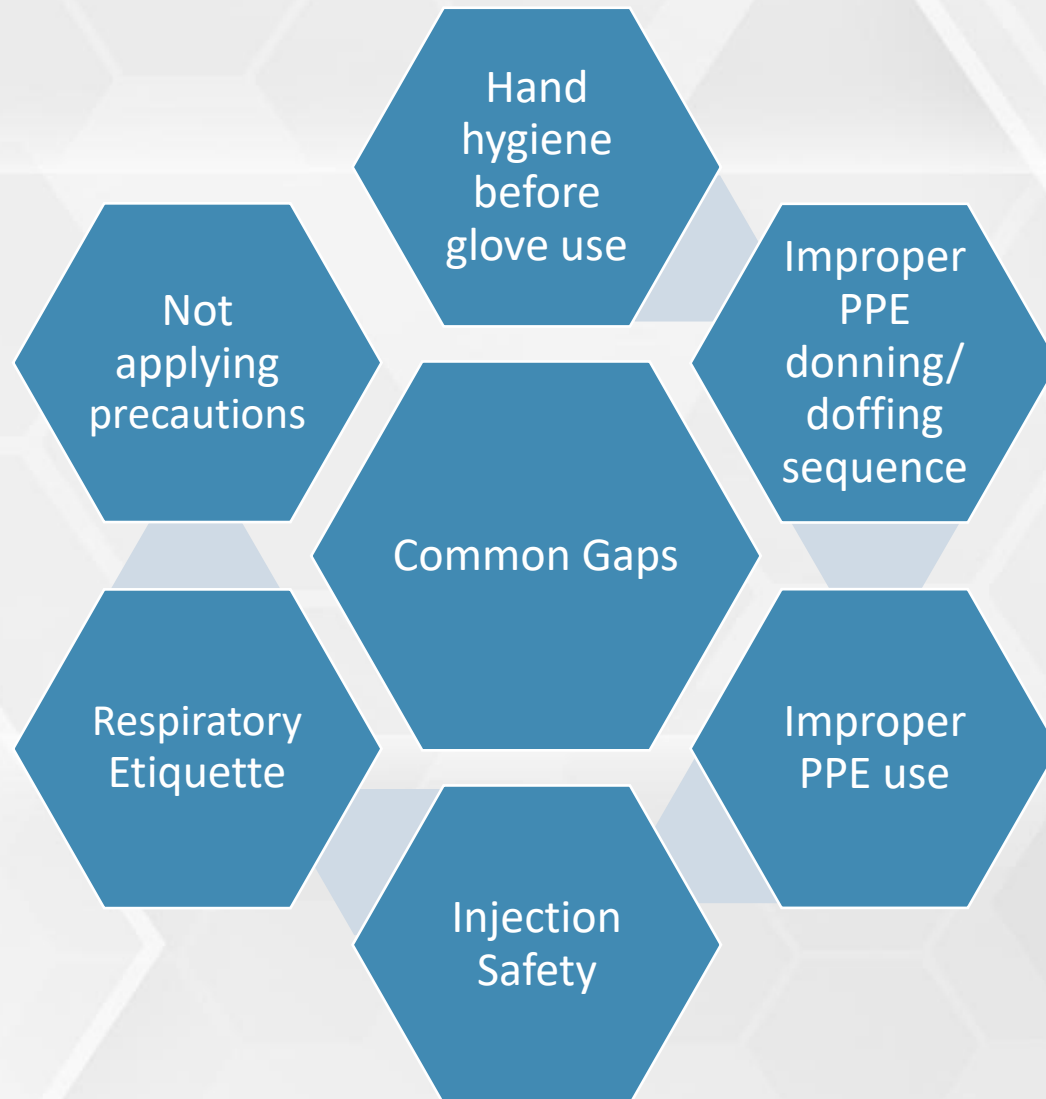 Hand
hygiene
before
glove use
Improper
PPE
donning/
doffing
sequence
Not
applying
precautions
Common Gaps
Respiratory
Etiquette
Improper
PPE use
Injection
Safety